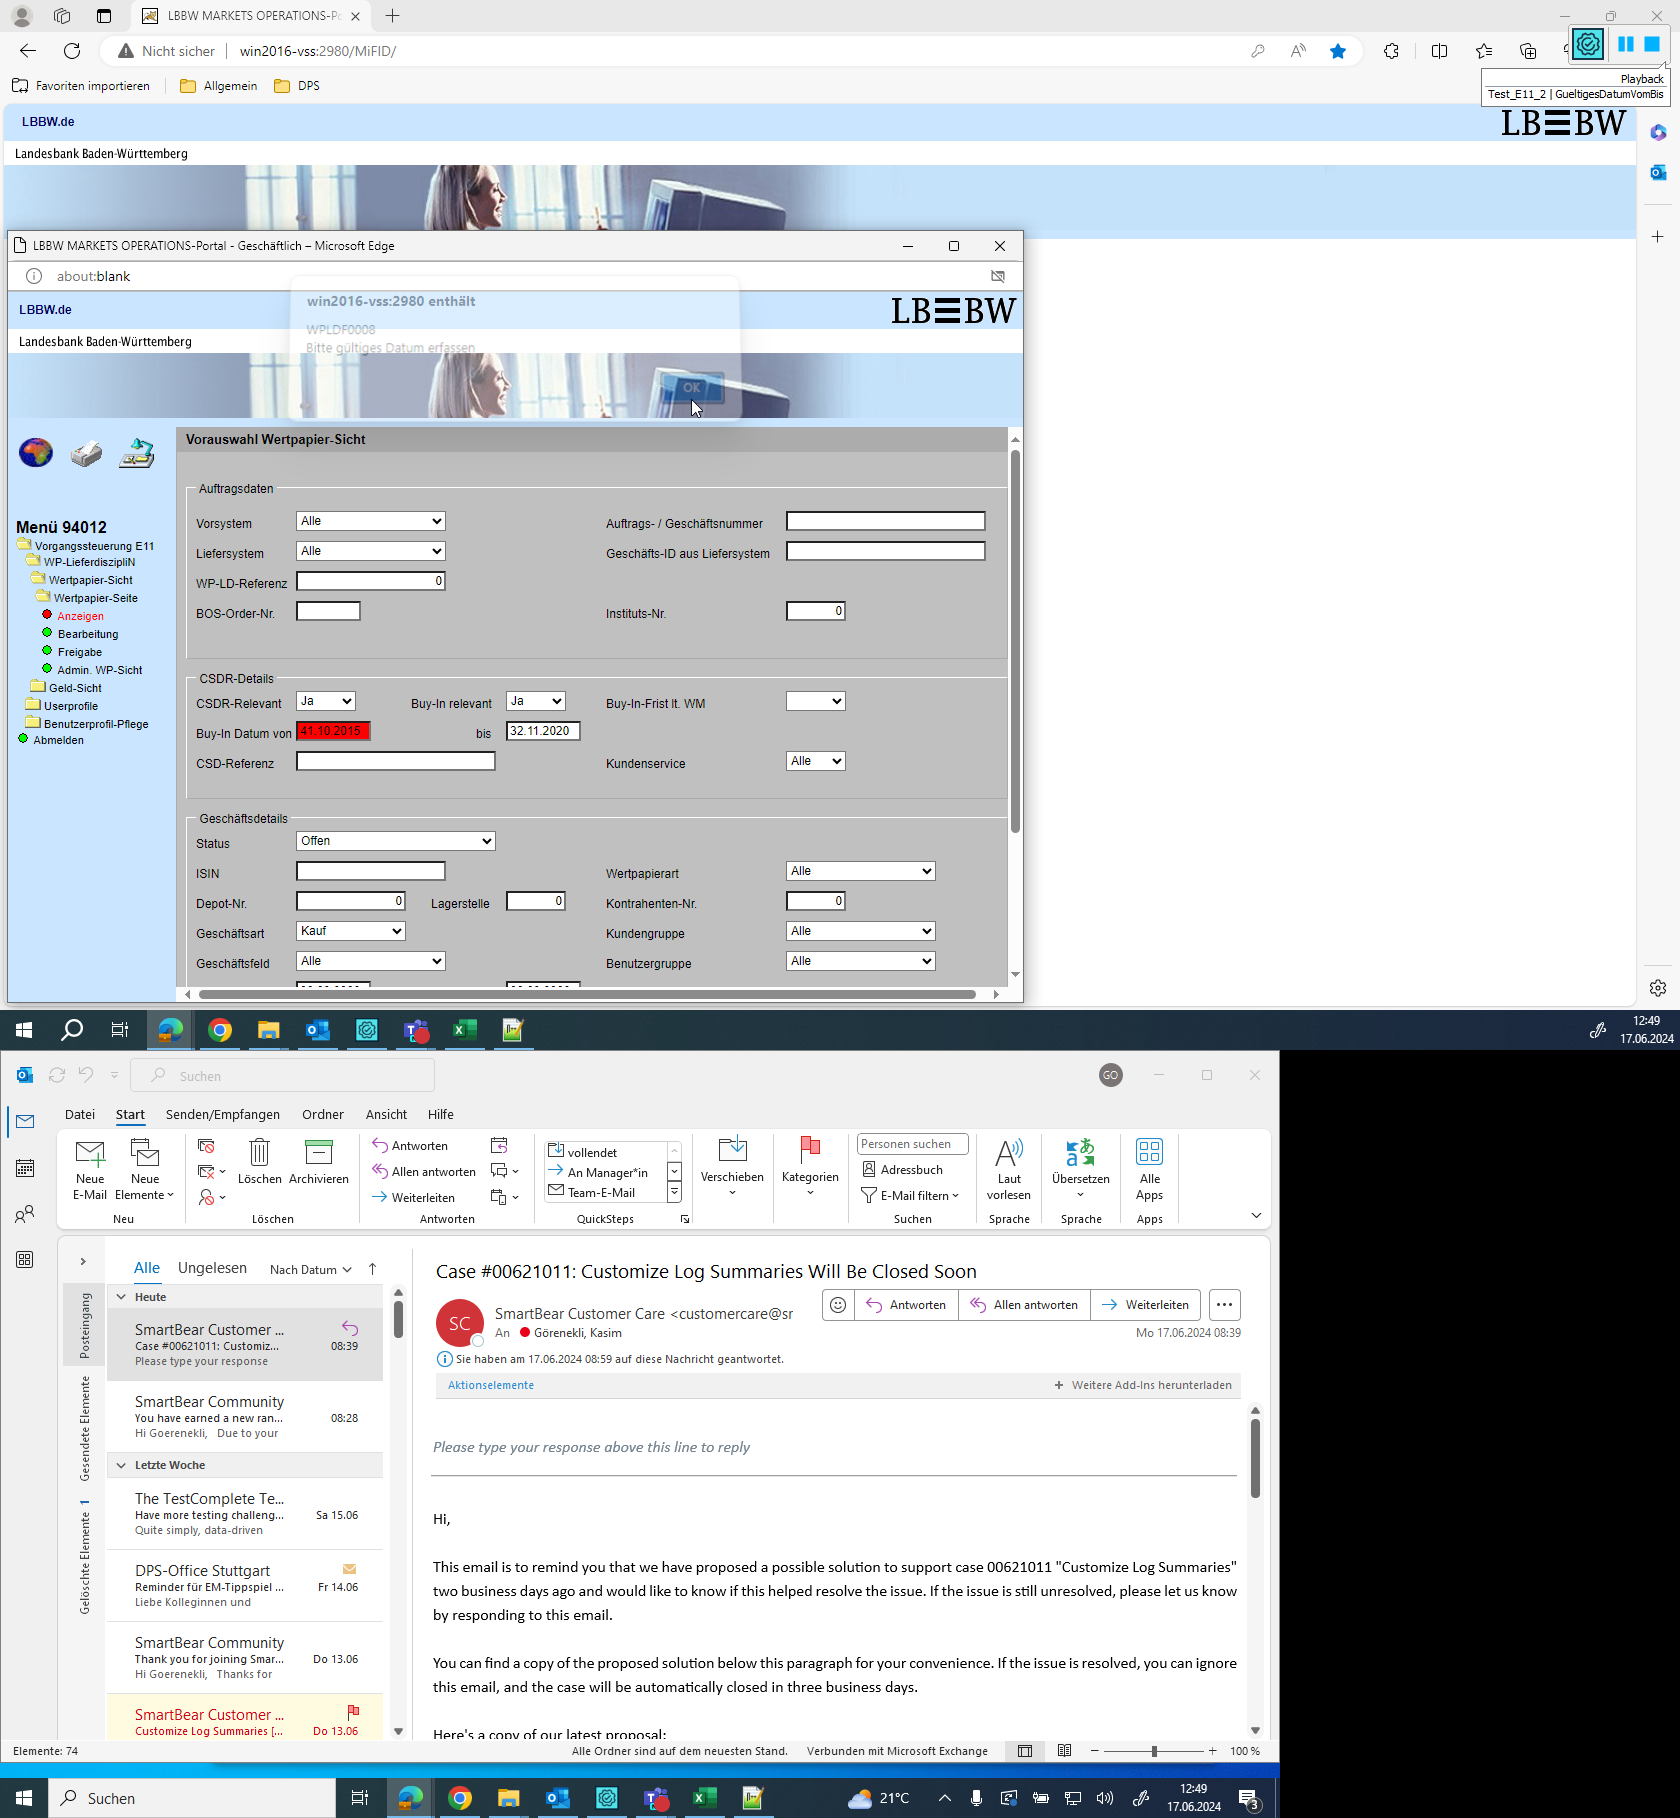 LBBW MARKETS OPERATIONS-Po
Nicht sicher
win2016-vss:2980/MiFID/
Favoriten importieren
Allgemein
DPS
Playback
Test_E11_2 | GueltigesDatumVomBis
LBBW.de
LB≡BW
Landesbank Baden-Württemberg
LBBW MARKETS OPERATIONS-Portal - Geschäftlich – Microsoft Edge
about:blank
win2016-vss:2980 enthält
WPLDF0008
Bitte gültiges Datum erfassen
OK
LBBW.de
LB≡BW
Landesbank Baden-Württemberg
Menü 94012
Vorgangssteuerung E11
WP-LieferdiszipliN
Wertpapier-Sicht
Wertpapier-Seite
Anzeigen
Bearbeitung
Freigabe
Admin. WP-Sicht
Geld-Sicht
Userprofile
Benutzerprofil-Pflege
Abmelden
Vorauswahl Wertpapier-Sicht
Auftragsdaten
Vorsystem Alle Auftrags- / Geschäftsnummer
Liefersystem Alle Geschäfts-ID aus Liefersystem
WP-LD-Referenz 0
BOS-Order-Nr. Instituts-Nr. 0
CSDR-Details
CSDR-Relevant Ja Buy-In relevant Ja Buy-In-Frist lt. WM
Buy-In Datum von 41.10.2015 bis 32.11.2020
CSD-Referenz Kundenservice Alle
Geschäftsdetails
Status Offen
ISIN Wertpapierart Alle
Depot-Nr. 0 Lagerstelle 0 Kontrahenten-Nr. 0
Geschäftsart Kauf Kundengruppe Alle
Geschäftsfeld Alle Benutzergruppe Alle
12:49
17.06.2024
Suchen
GO
Datei Start Senden/Empfangen Ordner Ansicht Hilfe
Neue E-Mail
Neue Elemente
Neu
Löschen
Archivieren
Löschen
Antworten
Allen antworten
Weiterleiten
Antworten
vollendet
An Manager*in
Team-E-Mail
QuickSteps
Verschieben
Kategorien
Personen suchen
Adressbuch
E-Mail filtern
Suchen
Laut vorlesen
Sprache
Übersetzen
Sprache
Alle Apps
Apps
Posteingang
Gesendete Elemente
Gelöschte Elemente 1
Alle Ungelesen Nach Datum
Heute
SmartBear Customer ...
Case #00621011: Customiz... 08:39
Please type your response
SmartBear Community
You have earned a new ran... 08:28
Hi Goerenekli, Due to your
Letzte Woche
The TestComplete Te...
Have more testing challeng... Sa 15.06
Quite simply, data-driven
DPS-Office Stuttgart
Reminder für EM-Tippspiel ... Fr 14.06
Liebe Kolleginnen und
SmartBear Community
Thank you for joining Smar... Do 13.06
Hi Goerenekli, Thanks for
SmartBear Customer ...
Customize Log Summaries [... Do 13.06
Case #00621011: Customize Log Summaries Will Be Closed Soon
SC
SmartBear Customer Care <customercare@sr
An Görenekli, Kasim
Antworten
Allen antworten
Weiterleiten
Mo 17.06.2024 08:39
Sie haben am 17.06.2024 08:59 auf diese Nachricht geantwortet.
Aktionselemente
+ Weitere Add-Ins herunterladen
Please type your response above this line to reply
Hi,
This email is to remind you that we have proposed a possible solution to support case 00621011 "Customize Log Summaries"
two business days ago and would like to know if this helped resolve the issue. If the issue is still unresolved, please let us know
by responding to this email.
You can find a copy of the proposed solution below this paragraph for your convenience. If the issue is resolved, you can ignore
this email, and the case will be automatically closed in three business days.
Here's a copy of our latest proposal:
Elemente: 74
Alle Ordner sind auf dem neuesten Stand.
Verbunden mit Microsoft Exchange
100 %
Suchen
21°C
12:49
17.06.2024
3